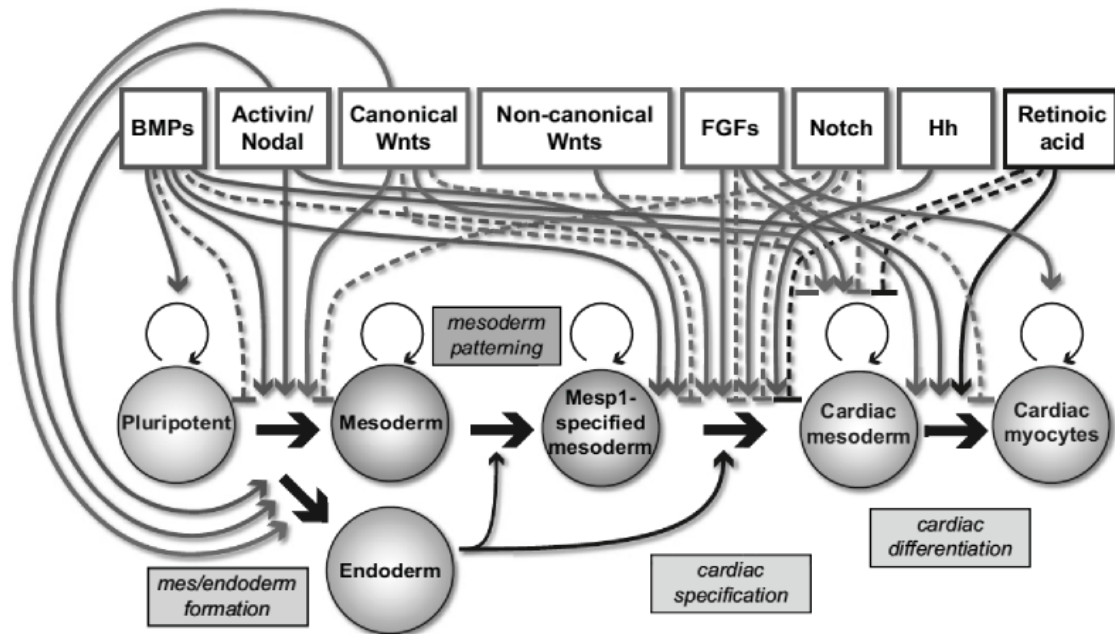 BMPs
Activin/
Nodal
Canonical
Wnts
Non-canonical
Wnts
FGFs
Notch
Hh
Retinoic
acid
mesoderm
patterning
Pluripotent
Mesoderm
Mesp1-
specified
mesoderm
Cardiac
mesoderm
Cardiac
myocytes
Endoderm
mes/endoderm
formation
cardiac
specification
cardiac
differentiation